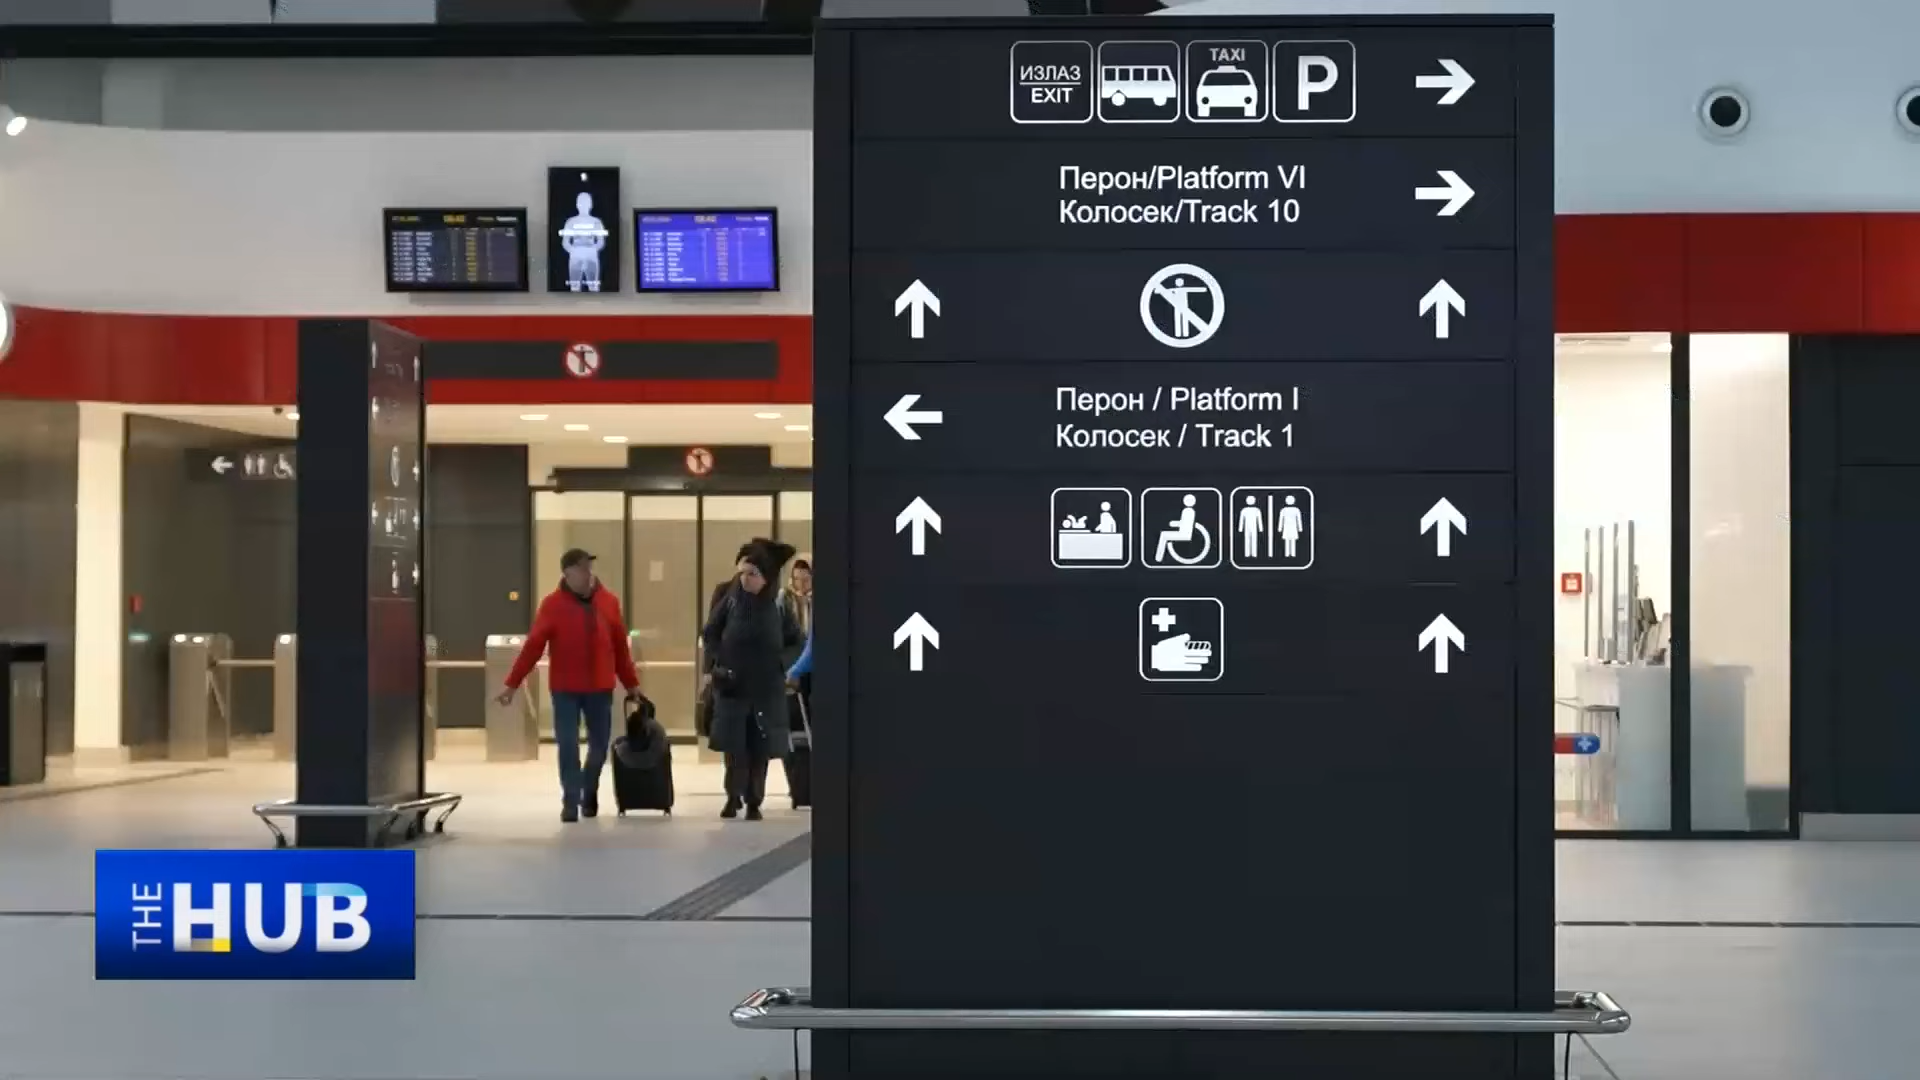 ИЗЛАЗ
EXIT
TAXI
P
Перон/Platform VI
Колосек/Track 10
Перон / Platform I
Колосек / Track 1
THE HUB